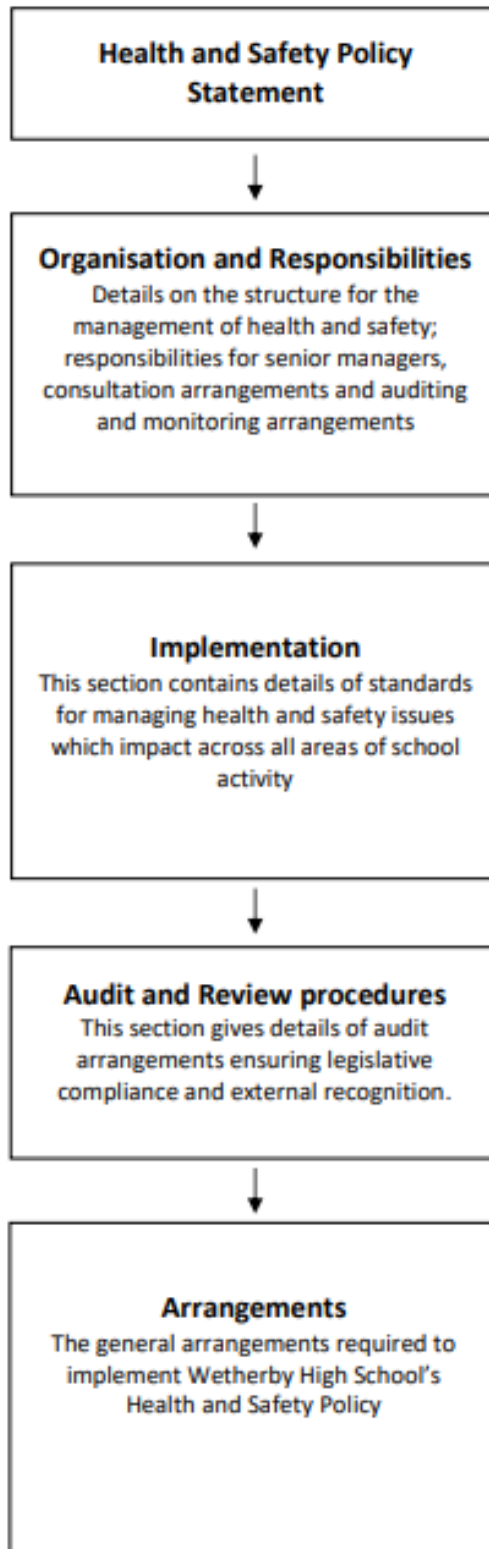 Health and Safety Policy
Statement
Organisation and Responsibilities
Details on the structure for the
management of health and safety;
responsibilities for senior managers,
consultation arrangements and auditing
and monitoring arrangements
Implementation
This section contains details of standards
for managing health and safety issues
which impact across all areas of school
activity
Audit and Review procedures
This section gives details of audit
arrangements ensuring legislative
compliance and external recognition.
Arrangements
The general arrangements required to
implement Wetherby High School's
Health and Safety Policy